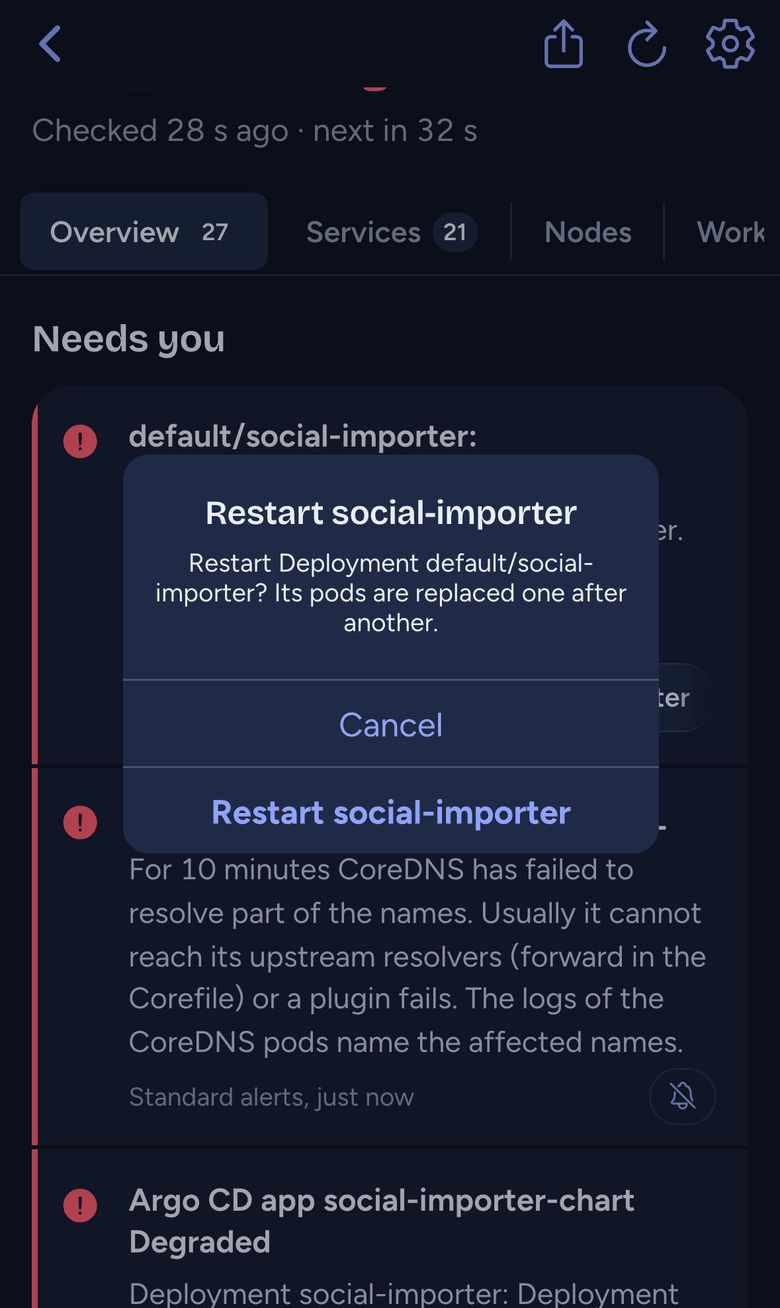 Checked 28 s ago · next in 32 s
Overview 27
Services 21
Nodes
Work
Needs you
default/social-importer:
er.
Restart social-importer
Restart Deployment default/social-
importer? Its pods are replaced one after
another.
ter
Cancel
Restart social-importer
For 10 minutes CoreDNS has failed to
resolve part of the names. Usually it cannot
reach its upstream resolvers (forward in the
Corefile) or a plugin fails. The logs of the
CoreDNS pods name the affected names.
Standard alerts, just now
Argo CD app social-importer-chart
Degraded
Deployment social-importer: Deployment